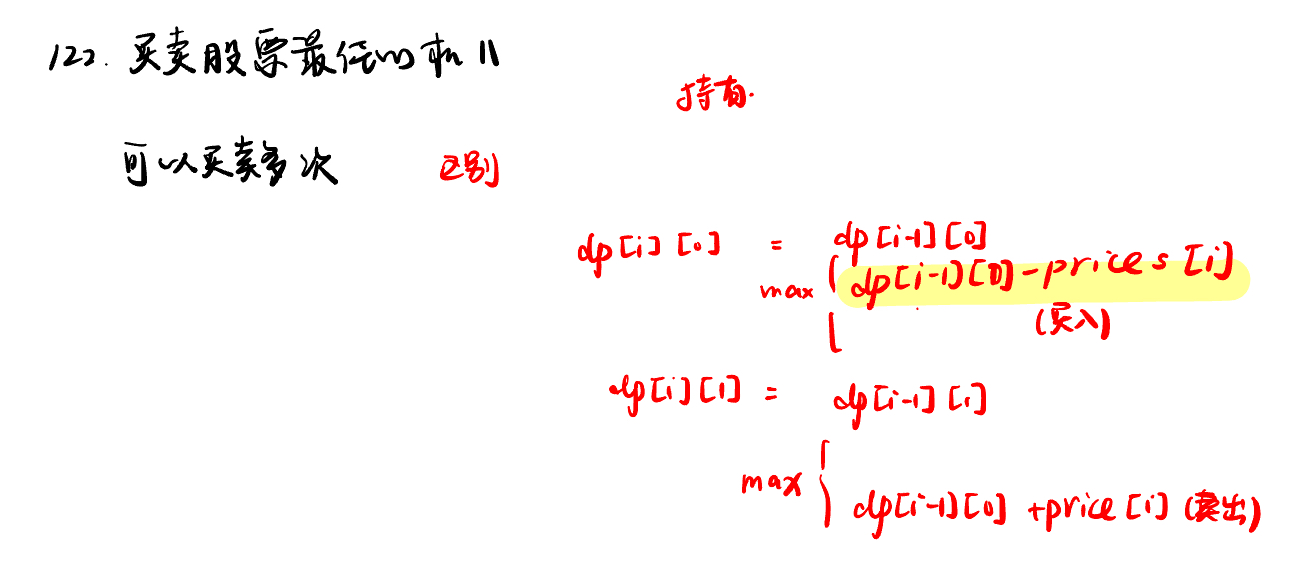 122. 买卖股票最佳时机 II
持有.
可以买卖多次 区别
dp[i][0] = dp[i-1][0]
max dp[i-1][1]-prices[i]
(买入)
dp[i][1] = dp[i-1][1]
max
dp[i-1][0] +price[i] (卖出)